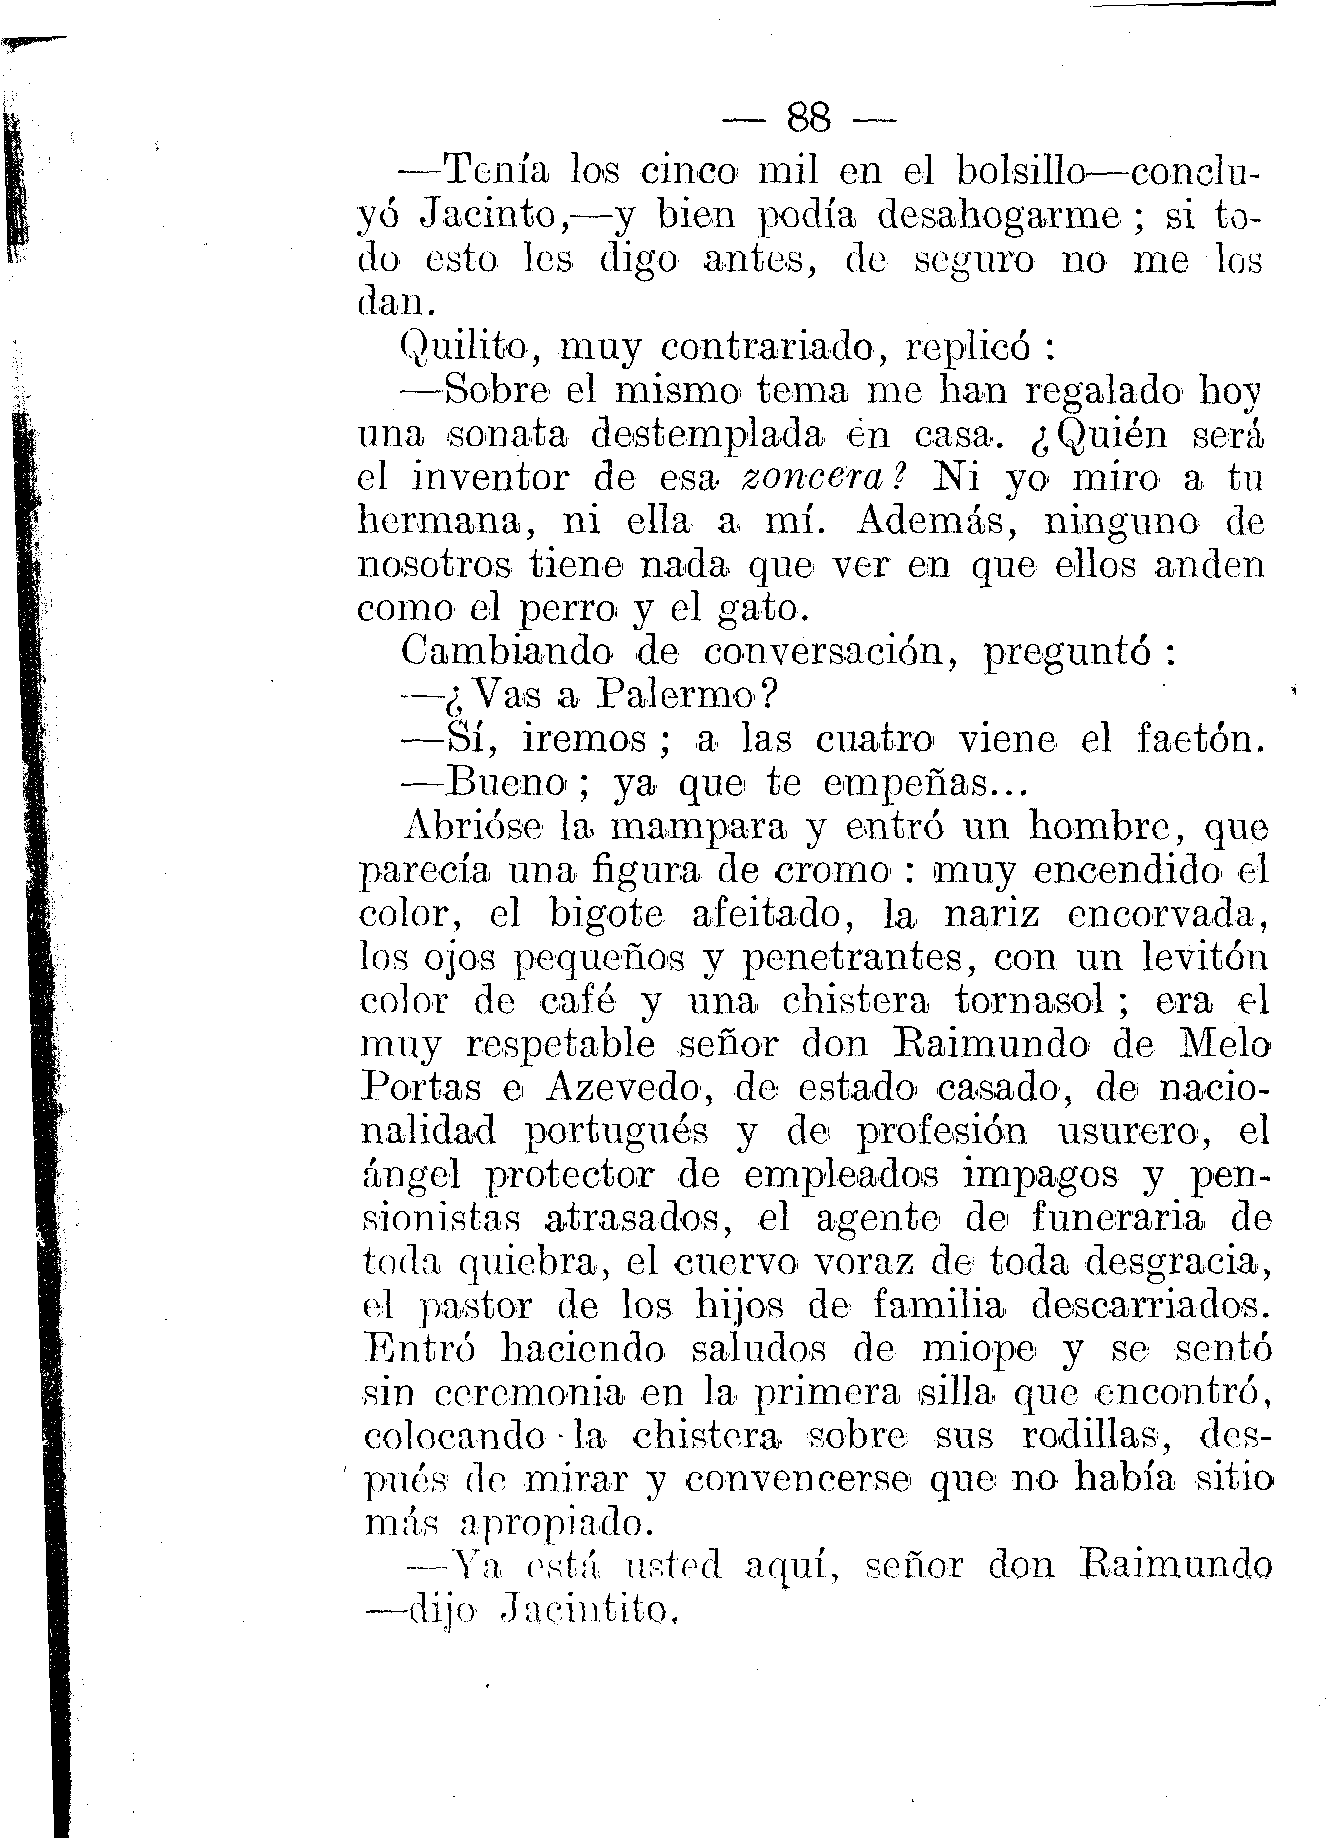 — 88 —
—Tenía los cinco mil en el bolsillo—conclu-
yó Jacinto,—y bien podía desahogarme ; si to-
do esto les digo antes, de seguro no me los
dan.
Quilito, muy contrariado, replicó :
—Sobre el mismo tema me han regalado hoy
una sonata destemplada en casa. ¿Quién será
el inventor de esa zoncera? Ni yo miro a tu
hermana, ni ella a mí. Además, ninguno de
nosotros tiene nada que ver en que ellos anden
como el perro y el gato.
Cambiando de conversación, preguntó :
—¿Vas a Palermo?
—Sí, iremos ; a las cuatro viene el faetón.
—Bueno ; ya que te empeñas...
Abrióse la mampara y entró un hombre, que
parecía una figura de cromo : muy encendido el
color, el bigote afeitado, la nariz encorvada,
los ojos pequeños y penetrantes, con un levitón
color de café y una chistera tornasol ; era el
muy respetable señor don Raimundo de Melo
Portas e Azevedo, de estado casado, de nacio-
nalidad portugués y de profesión usurero, el
ángel protector de empleados impagos y pen-
sionistas atrasados, el agente de funeraria de
toda quiebra, el cuervo voraz de toda desgracia,
el pastor de los hijos de familia descarriados.
Entró haciendo saludos de miope y se sentó
sin ceremonia en la primera silla que encontró,
colocando la chistera sobre sus rodillas, des-
pués de mirar y convencerse que no había sitio
más apropiado.
—Ya está usted aquí, señor don Raimundo
—dijo Jacintito.